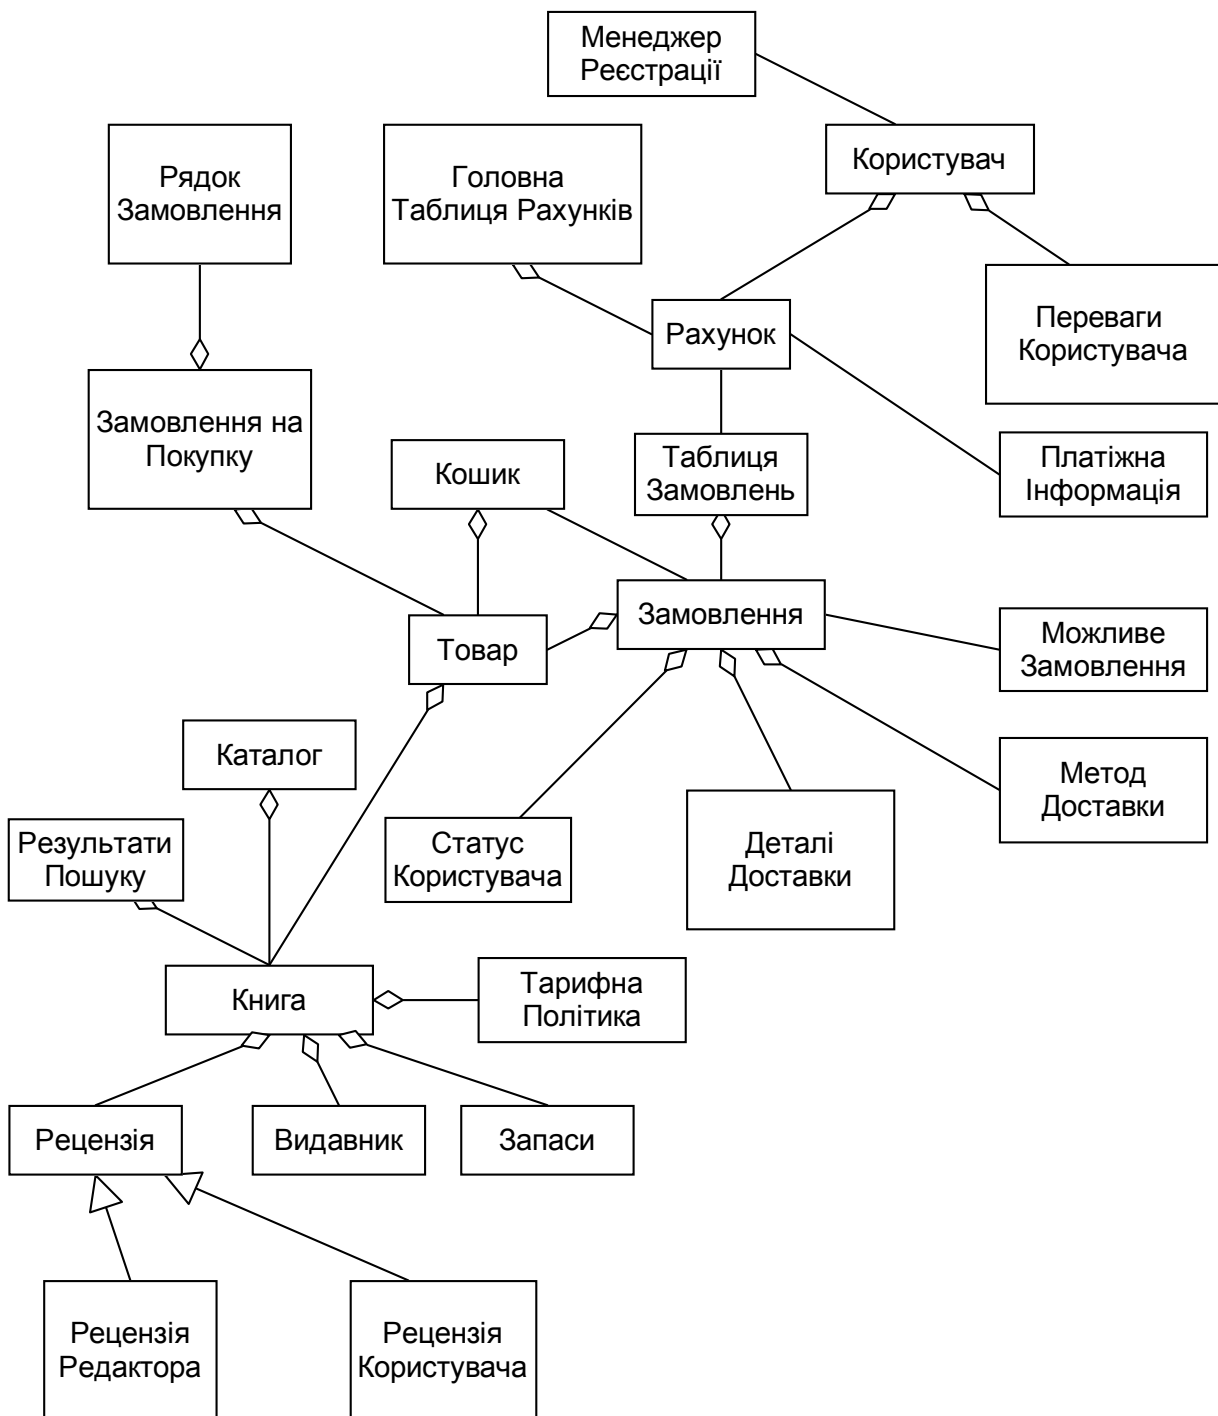 Менеджер
Реєстрації
Користувач
Рядок
Замовлення
Головна
Таблиця Рахунків
Переваги
Користувача
Рахунок
Замовлення на
Покупку
Кошик
Таблиця
Замовлень
Платіжна
Інформація
Замовлення
Товар
Можливе
Замовлення
Каталог
Метод
Доставки
Результати
Пошуку
Статус
Користувача
Деталі
Доставки
Книга
Тарифна
Політика
Рецензія
Видавник
Запаси
Рецензія
Редактора
Рецензія
Користувача